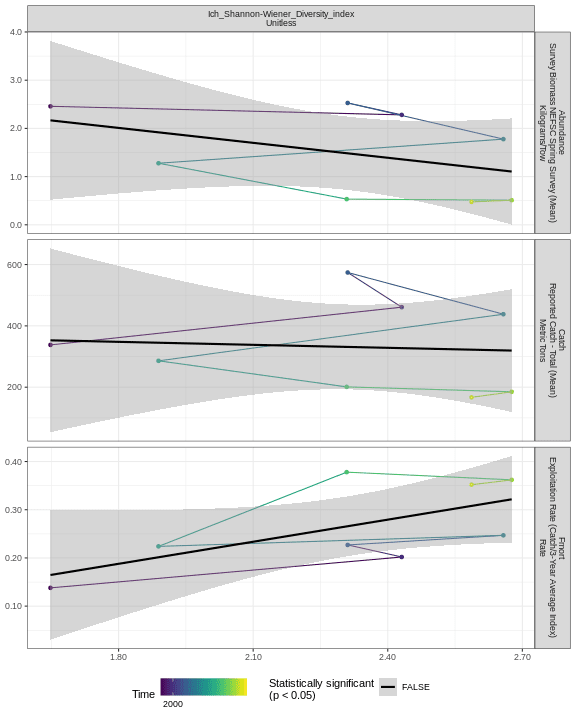 Ich_Shannon-Wiener_Diversity_index
Unitless
4.0
3.0
2.0
1.0
0.0
Abundance
Survey Biomass NEFSC Spring Survey (Mean)
Kilograms/Tow
600
400
200
Catch
Reported Catch - Total (Mean)
Metric Tons
0.40
0.30
0.20
0.10
Fmort
Exploitation Rate (Catch/3-Year Average Index)
Rate
1.80
2.10
2.40
2.70
Time
2000
Statistically significant
(p < 0.05)
FALSE